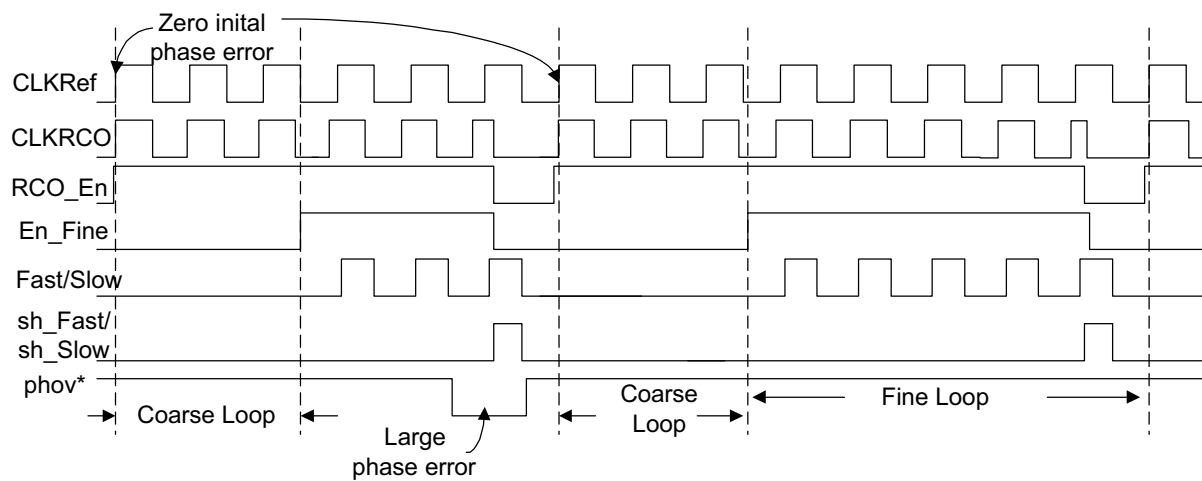 Zero inital
phase error
CLKRef
CLKRCO
RCO_En
En_Fine
Fast/Slow
sh_Fast/
sh_Slow
phov*
Coarse Loop
Large
phase error
Coarse
Loop
Fine Loop